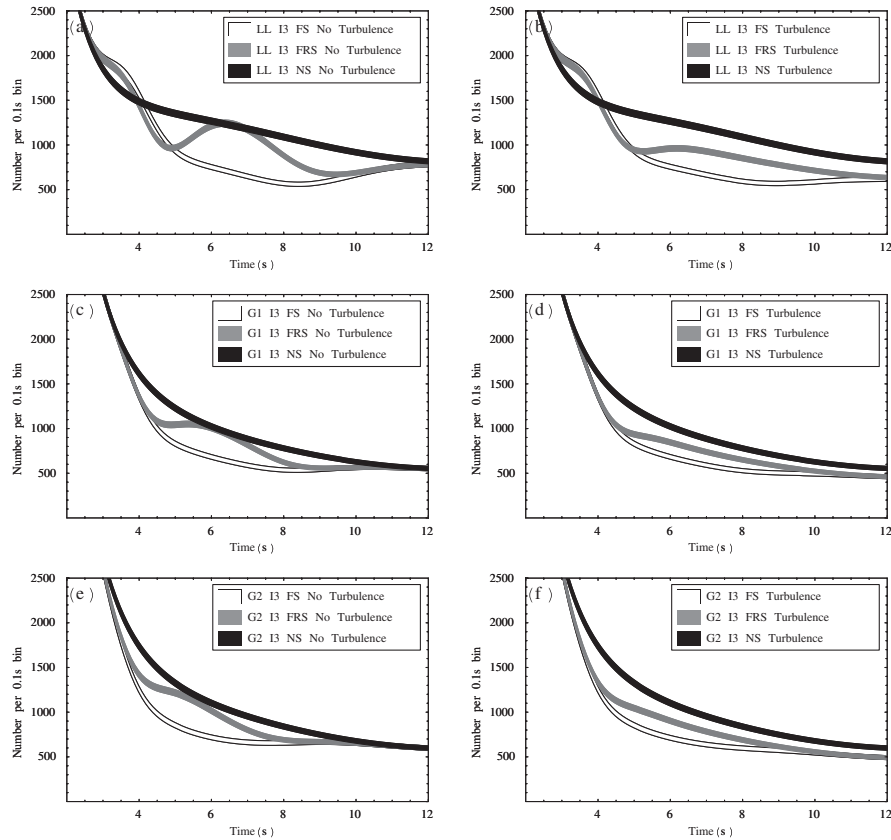 (a)
LL I3 FS No Turbulence
LL I3 FRS No Turbulence
LL I3 NS No Turbulence
Number per 0.1s bin
2500
2000
1500
1000
500
4 6 8 10 12
Time (s)
(b)
LL I3 FS Turbulence
LL I3 FRS Turbulence
LL I3 NS Turbulence
Number per 0.1s bin
2500
2000
1500
1000
500
4 6 8 10 12
Time (s)
(c)
G1 I3 FS No Turbulence
G1 I3 FRS No Turbulence
G1 I3 NS No Turbulence
Number per 0.1s bin
2500
2000
1500
1000
500
4 6 8 10 12
Time (s)
(d)
G1 I3 FS Turbulence
G1 I3 FRS Turbulence
G1 I3 NS Turbulence
Number per 0.1s bin
2500
2000
1500
1000
500
4 6 8 10 12
Time (s)
(e)
G2 I3 FS No Turbulence
G2 I3 FRS No Turbulence
G2 I3 NS No Turbulence
Number per 0.1s bin
2500
2000
1500
1000
500
4 6 8 10 12
Time (s)
(f)
G2 I3 FS Turbulence
G2 I3 FRS Turbulence
G2 I3 NS Turbulence
Number per 0.1s bin
2500
2000
1500
1000
500
4 6 8 10 12
Time (s)